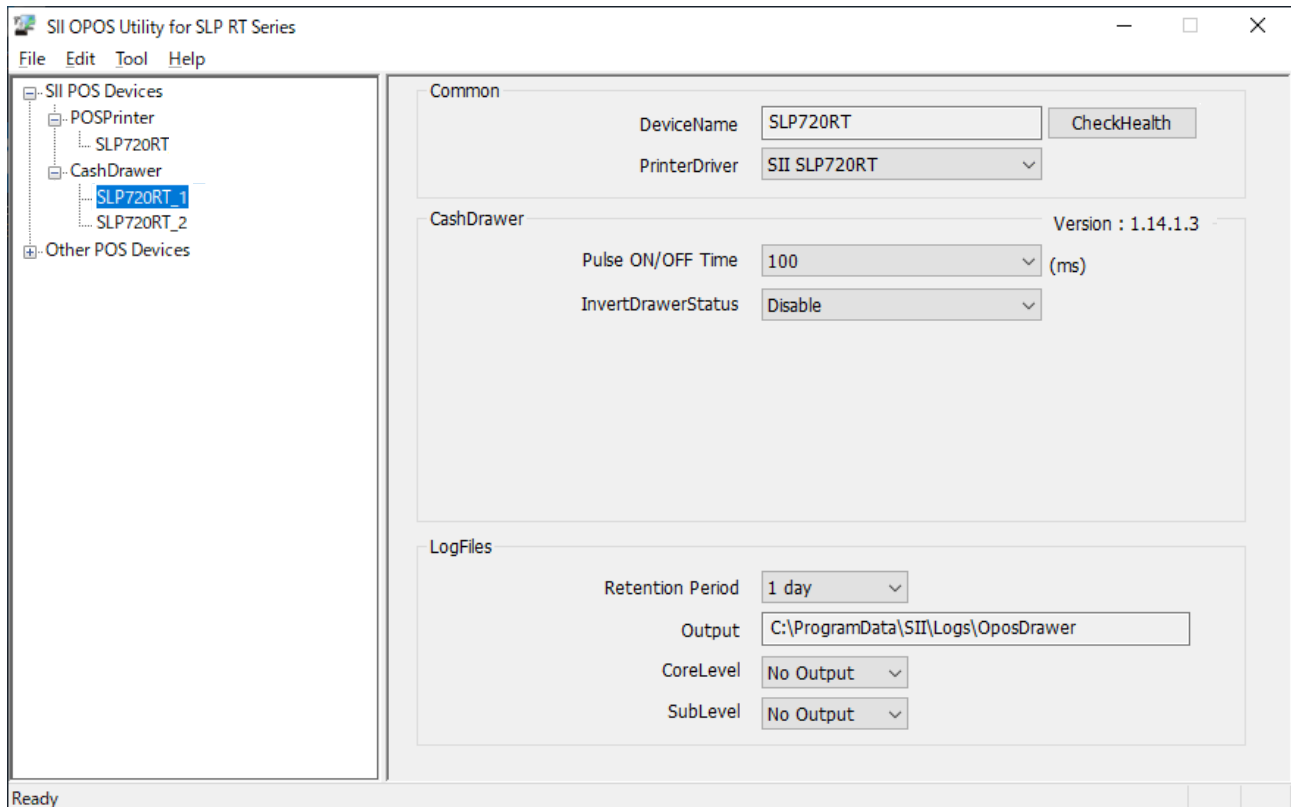 SII OPOS Utility for SLP RT Series
File Edit Tool Help
SII POS Devices
POSPrinter
SLP720RT
CashDrawer
SLP720RT_1
SLP720RT_2
Other POS Devices
Common
DeviceName SLP720RT CheckHealth
PrinterDriver SII SLP720RT
CashDrawer Version : 1.14.1.3
Pulse ON/OFF Time 100 (ms)
InvertDrawerStatus Disable
LogFiles
Retention Period 1 day
Output C:\ProgramData\SII\Logs\OposDrawer
CoreLevel No Output
SubLevel No Output
Ready